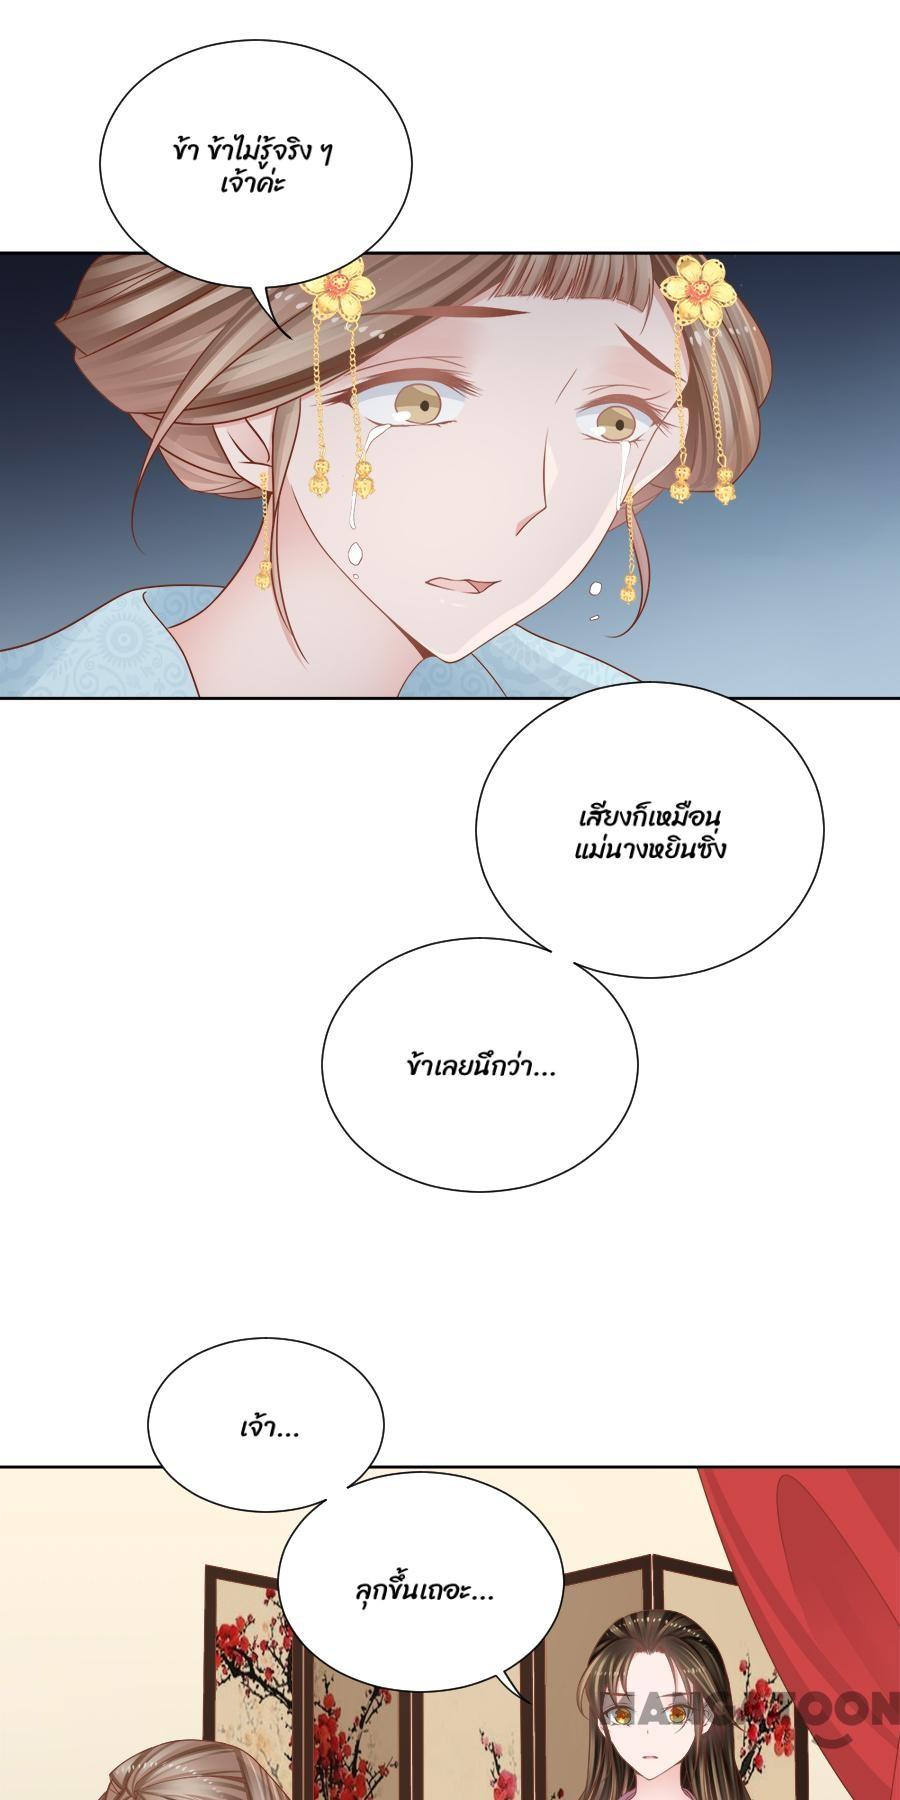 ข้า ข้าไม่รู้จริง ๆ
เจ้าค่ะ
เสียงก็เหมือน
แม่นางหยินซิ่ง
ข้าเลยนึกว่า...
เจ้า...
ลุกขึ้นเถอะ...
MANGATOON